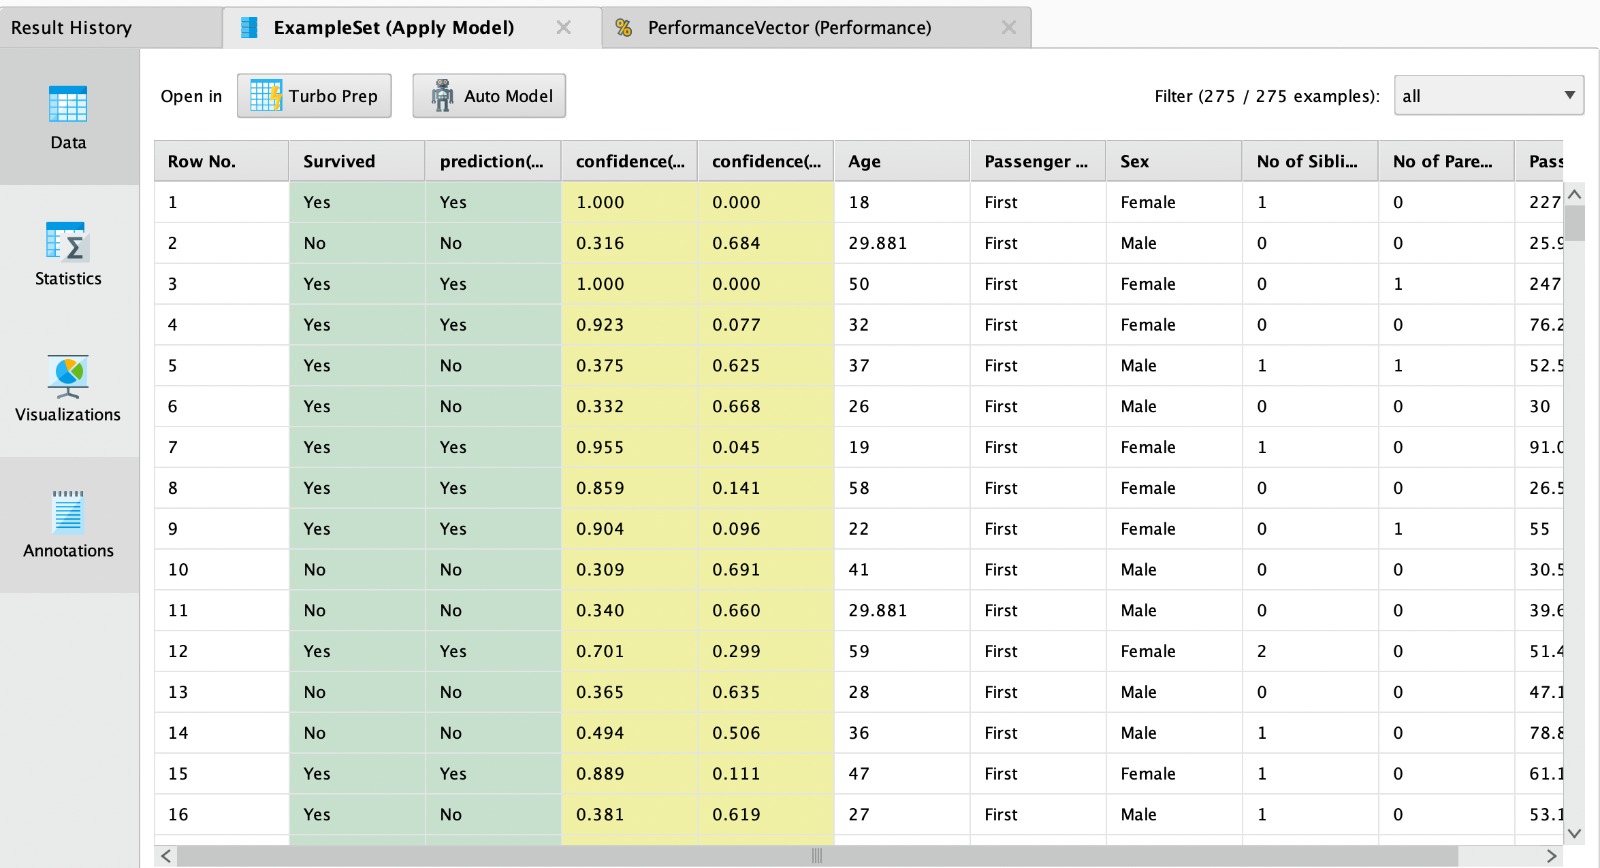 Result History ExampleSet (Apply Model) PerformanceVector (Performance)
Open in Turbo Prep Auto Model Filter (275 / 275 examples): all
Data
Statistics
Visualizations
Annotations
Row No. Survived prediction(... confidence(... confidence(... Age Passenger ... Sex No of Sibli... No of Pare... Pass
1 Yes Yes 1.000 0.000 18 First Female 1 0 227
2 No No 0.316 0.684 29.881 First Male 0 0 25.9
3 Yes Yes 1.000 0.000 50 First Female 0 1 247
4 Yes Yes 0.923 0.077 32 First Female 0 0 76.2
5 Yes No 0.375 0.625 37 First Male 1 1 52.5
6 Yes No 0.332 0.668 26 First Male 0 0 30
7 Yes Yes 0.955 0.045 19 First Female 1 0 91.0
8 Yes Yes 0.859 0.141 58 First Female 0 0 26.5
9 Yes Yes 0.904 0.096 22 First Female 0 1 55
10 No No 0.309 0.691 41 First Male 0 0 30.5
11 No No 0.340 0.660 29.881 First Male 0 0 39.6
12 Yes Yes 0.701 0.299 59 First Female 2 0 51.4
13 No No 0.365 0.635 28 First Male 0 0 47.1
14 No No 0.494 0.506 36 First Male 1 0 78.8
15 Yes Yes 0.889 0.111 47 First Female 1 0 61.1
16 Yes No 0.381 0.619 27 First Male 1 0 53.1